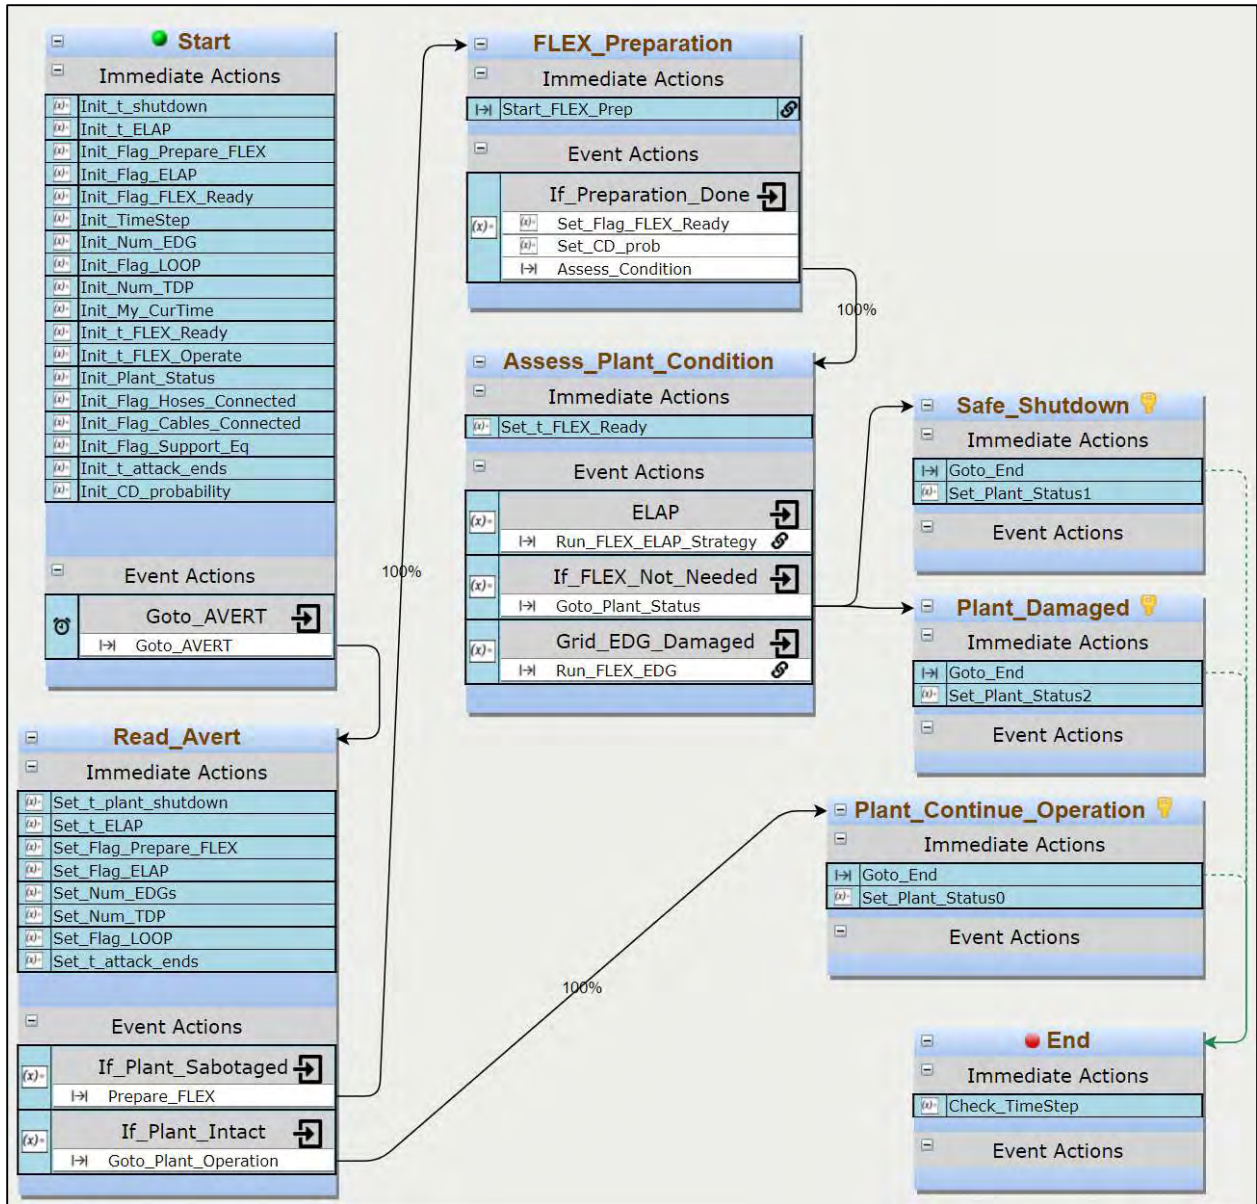 Start
Immediate Actions
Init_t_shutdown
Init_t_ELAP
Init_Flag_Prepare_FLEX
Init_Flag_ELAP
Init_Flag_FLEX_Ready
Init_TimeStep
Init_Num_EDG
Init_Flag_LOOP
Init_Num_TDP
Init_My_CurTime
Init_t_FLEX_Ready
Init_t_FLEX_Operate
Init_Plant_Status
Init_Flag_Hoses_Connected
Init_Flag_Cables_Connected
Init_Flag_Support_Eq
Init_t_attack_ends
Init_CD_probability
Event Actions
Goto_AVERT
Goto_AVERT
Read_Avert
Immediate Actions
Set_t_plant_shutdown
Set_t_ELAP
Set_Flag_Prepare_FLEX
Set_Flag_ELAP
Set_Num_EDGs
Set_Num_TDP
Set_Flag_LOOP
Set_t_attack_ends
Event Actions
If_Plant_Sabotaged
Prepare_FLEX
If_Plant_Intact
Goto_Plant_Operation
100%
100%
FLEX_Preparation
Immediate Actions
Start_FLEX_Prep
Event Actions
If_Preparation_Done
(x)=
Set_Flag_FLEX_Ready
Set_CD_prob
Assess_Condition
100%
Assess_Plant_Condition
Immediate Actions
Set_t_FLEX_Ready
Event Actions
(x)=
ELAP
Run_FLEX_ELAP_Strategy
(x)=
If_FLEX_Not_Needed
Goto_Plant_Status
(x)=
Grid_EDG_Damaged
Run_FLEX_EDG
Safe_Shutdown
Immediate Actions
Goto_End
Set_Plant_Status1
Event Actions
Plant_Damaged
Immediate Actions
Goto_End
Set_Plant_Status2
Event Actions
Plant_Continue_Operation
Immediate Actions
Goto_End
Set_Plant_Status0
Event Actions
End
Immediate Actions
Check_TimeStep
Event Actions